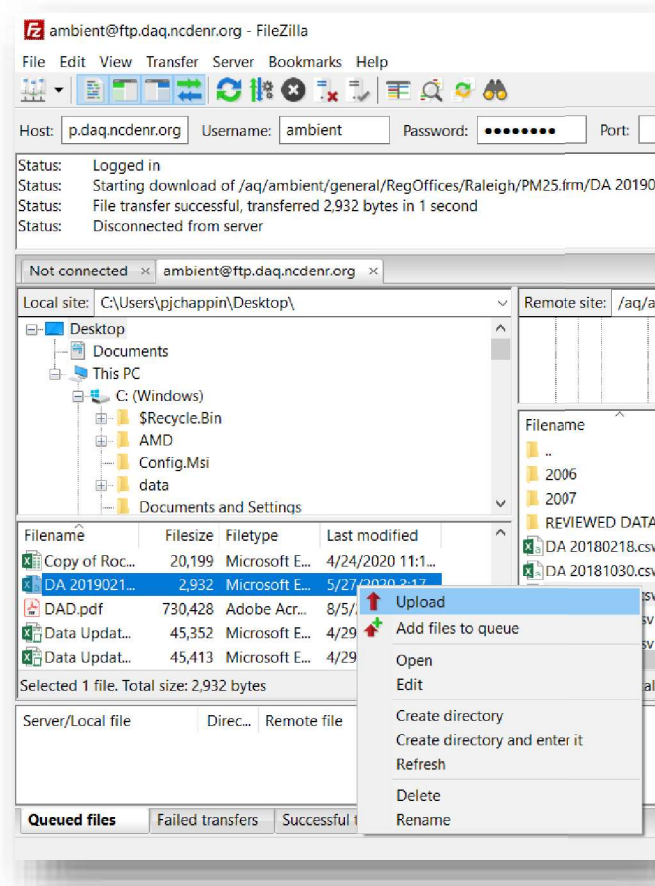 ambient@ftp.daq.ncdenr.org - FileZilla
File Edit View Transfer Server Bookmarks Help
Host: p.daq.ncdenr.org Username: ambient Password: ●●●●●●●● Port:
Status: Logged in
Status: Starting download of /aq/ambient/general/RegOffices/Raleigh/PM25.frm/DA 20190
Status: File transfer successful, transferred 2,932 bytes in 1 second
Status: Disconnected from server
Not connected × ambient@ftp.daq.ncdenr.org ×
Local site: C:\Users\pjchappin\Desktop\
Desktop
Documents
This PC
C: (Windows)
$Recycle.Bin
AMD
Config.Msi
data
Documents and Settings
Remote site: /aq/a
Filename
..
2006
2007
REVIEWED DATA
DA 20180218.csv
DA 20181030.csv
Filename Filesize Filetype Last modified
Copy of Roc... 20,199 Microsoft E... 4/24/2020 11:1...
DA 2019021... 2,932 Microsoft E... 5/27/2020 3:17
DAD.pdf 730,428 Adobe Acr... 8/5/
Data Updat... 45,352 Microsoft E... 4/29
Data Updat... 45,413 Microsoft E... 4/29
Selected 1 file. Total size: 2,932 bytes
Upload
Add files to queue
Open
Edit
Create directory
Create directory and enter it
Refresh
Delete
Rename
Server/Local file Direc... Remote file
Queued files Failed transfers Successful